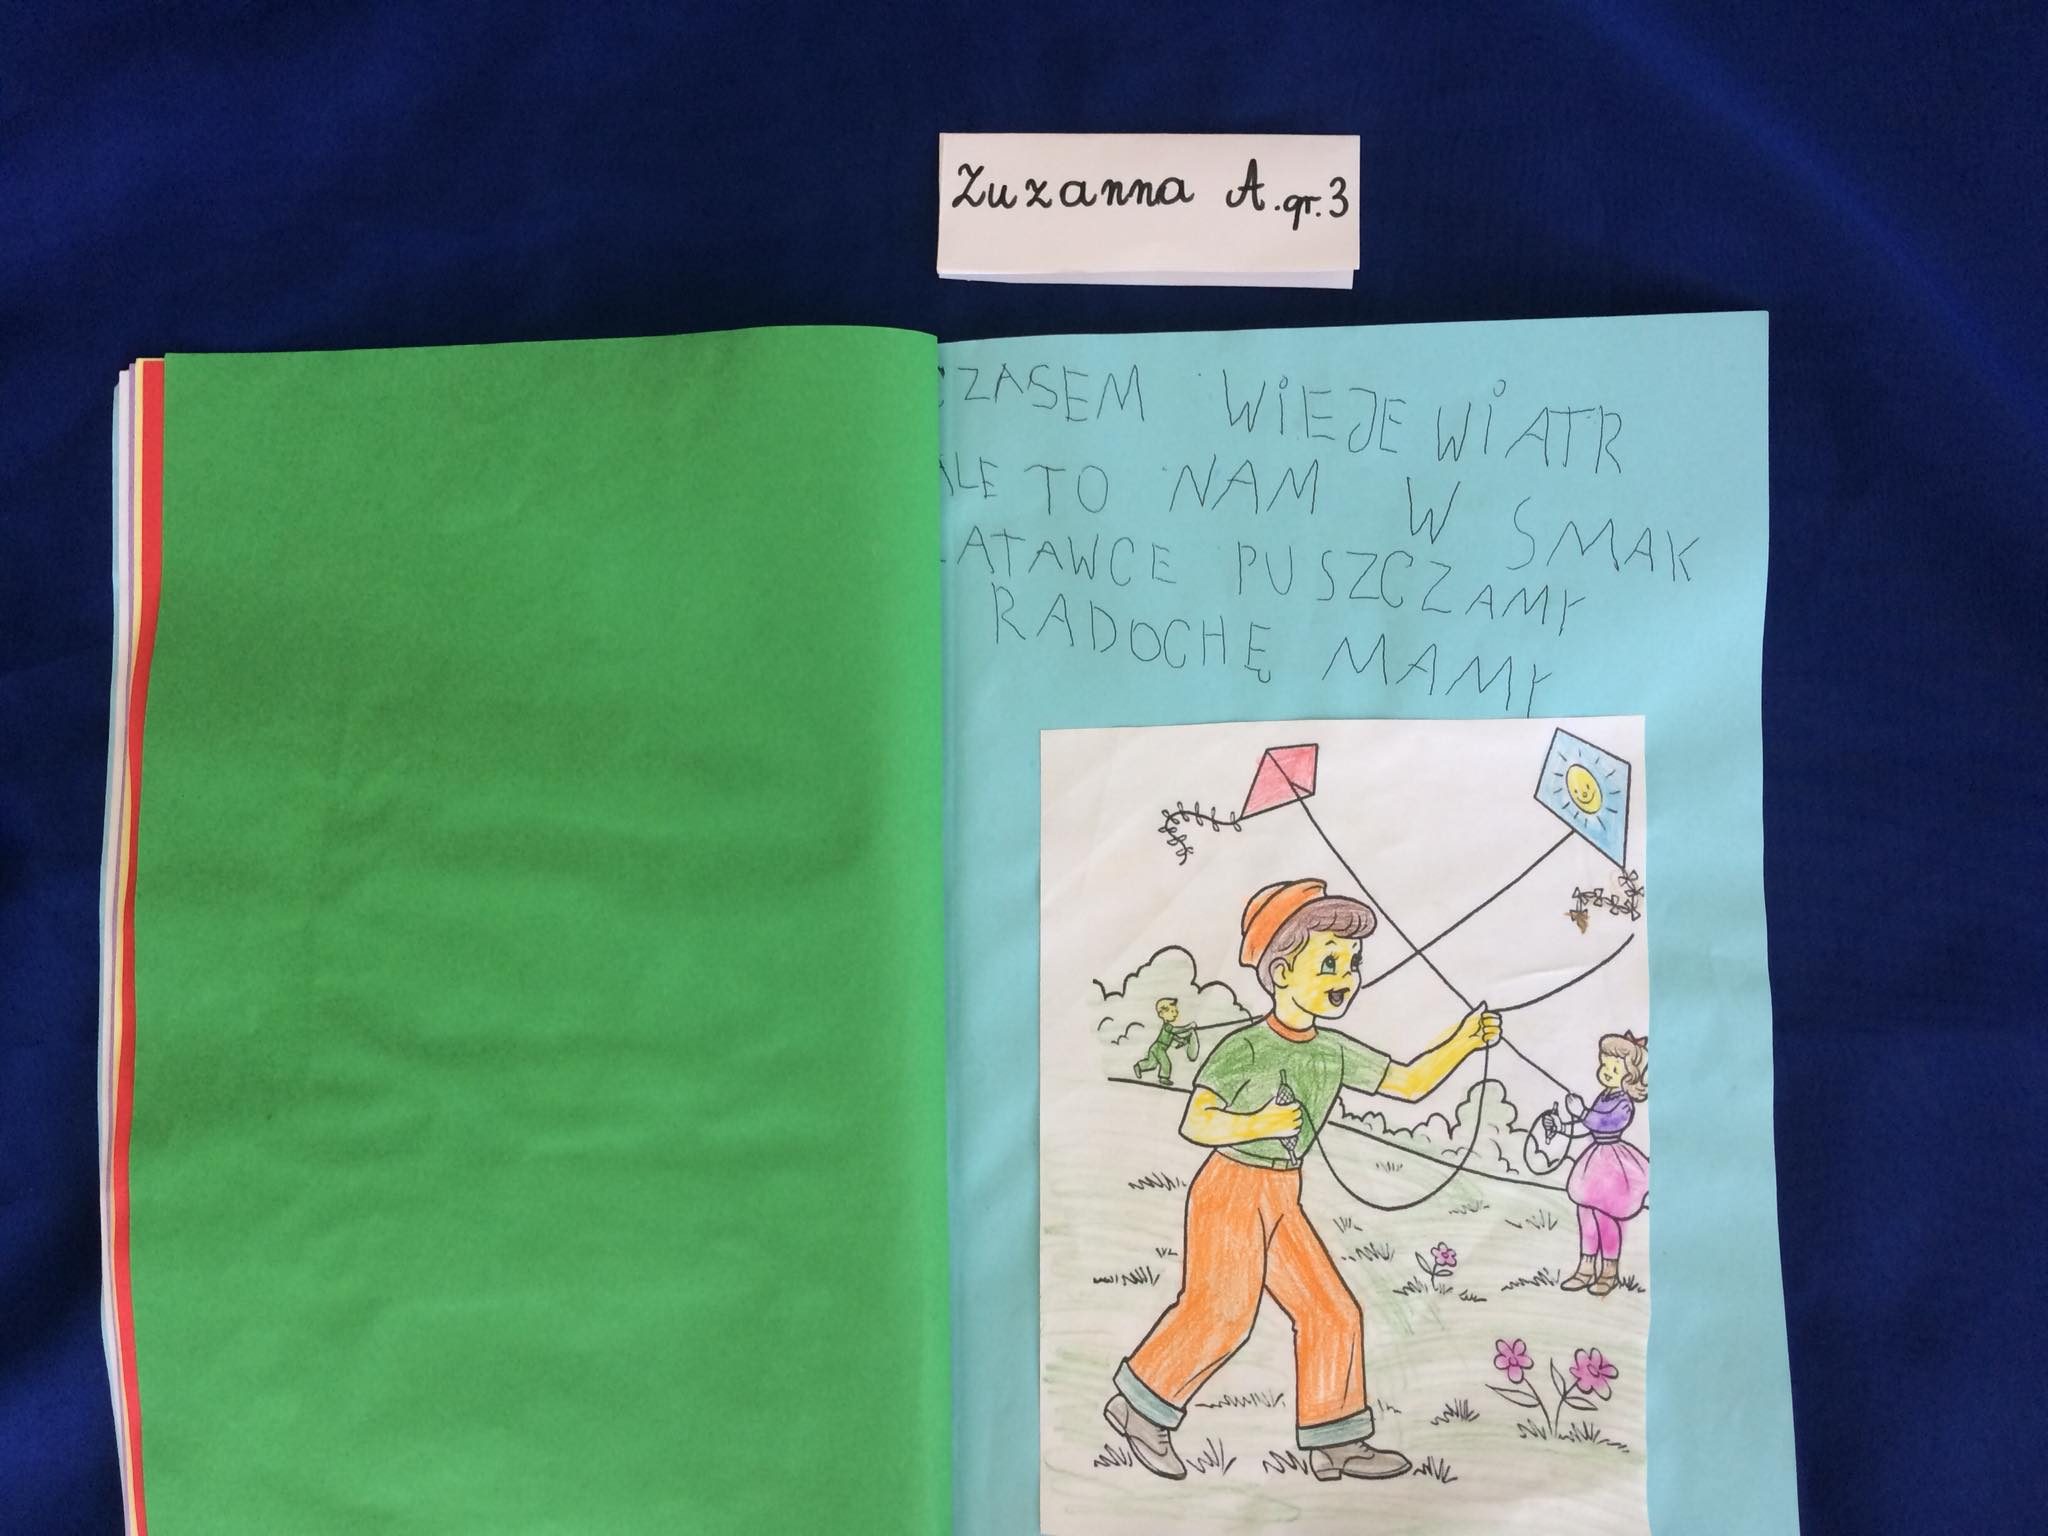 Zuzanna A. gr. 3
CZASEM WIEJE WIATR
ALE TO NAM W SMAK
LATAWCE PUSZCZAMY
RADOCHĘ MAMY